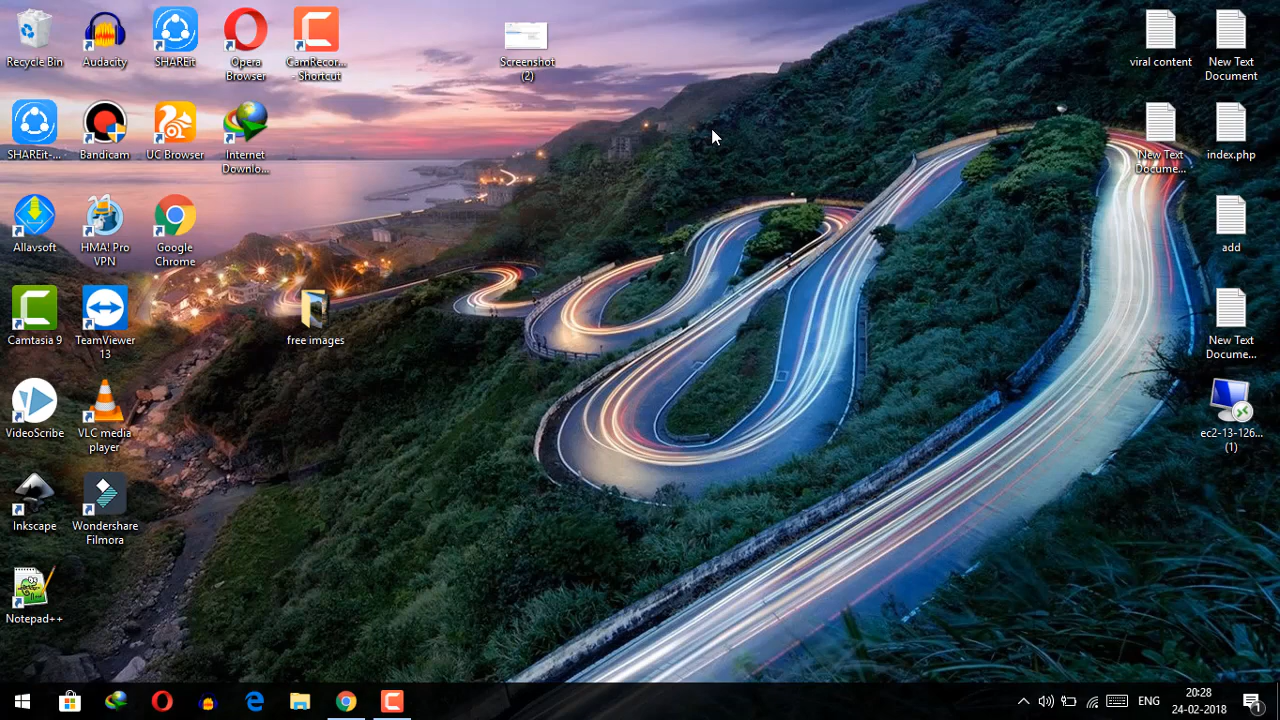 Recycle Bin
Audacity
SHAREit
Opera
Browser
CamRecor...
- Shortcut
Screenshot
(2)
viral content
New Text
Document
SHAREit-...
Bandicam
UC Browser
Internet
Downlo...
New Text
Docume...
index.php
Allavsoft
HMA! Pro
VPN
Google
Chrome
add
Camtasia 9
TeamViewer
13
free images
New Text
Docume...
VideoScribe
VLC media
player
ec2-13-126...
(1)
Inkscape
Wondershare
Filmora
Notepad++
ENG
20:28
24-02-2018
1